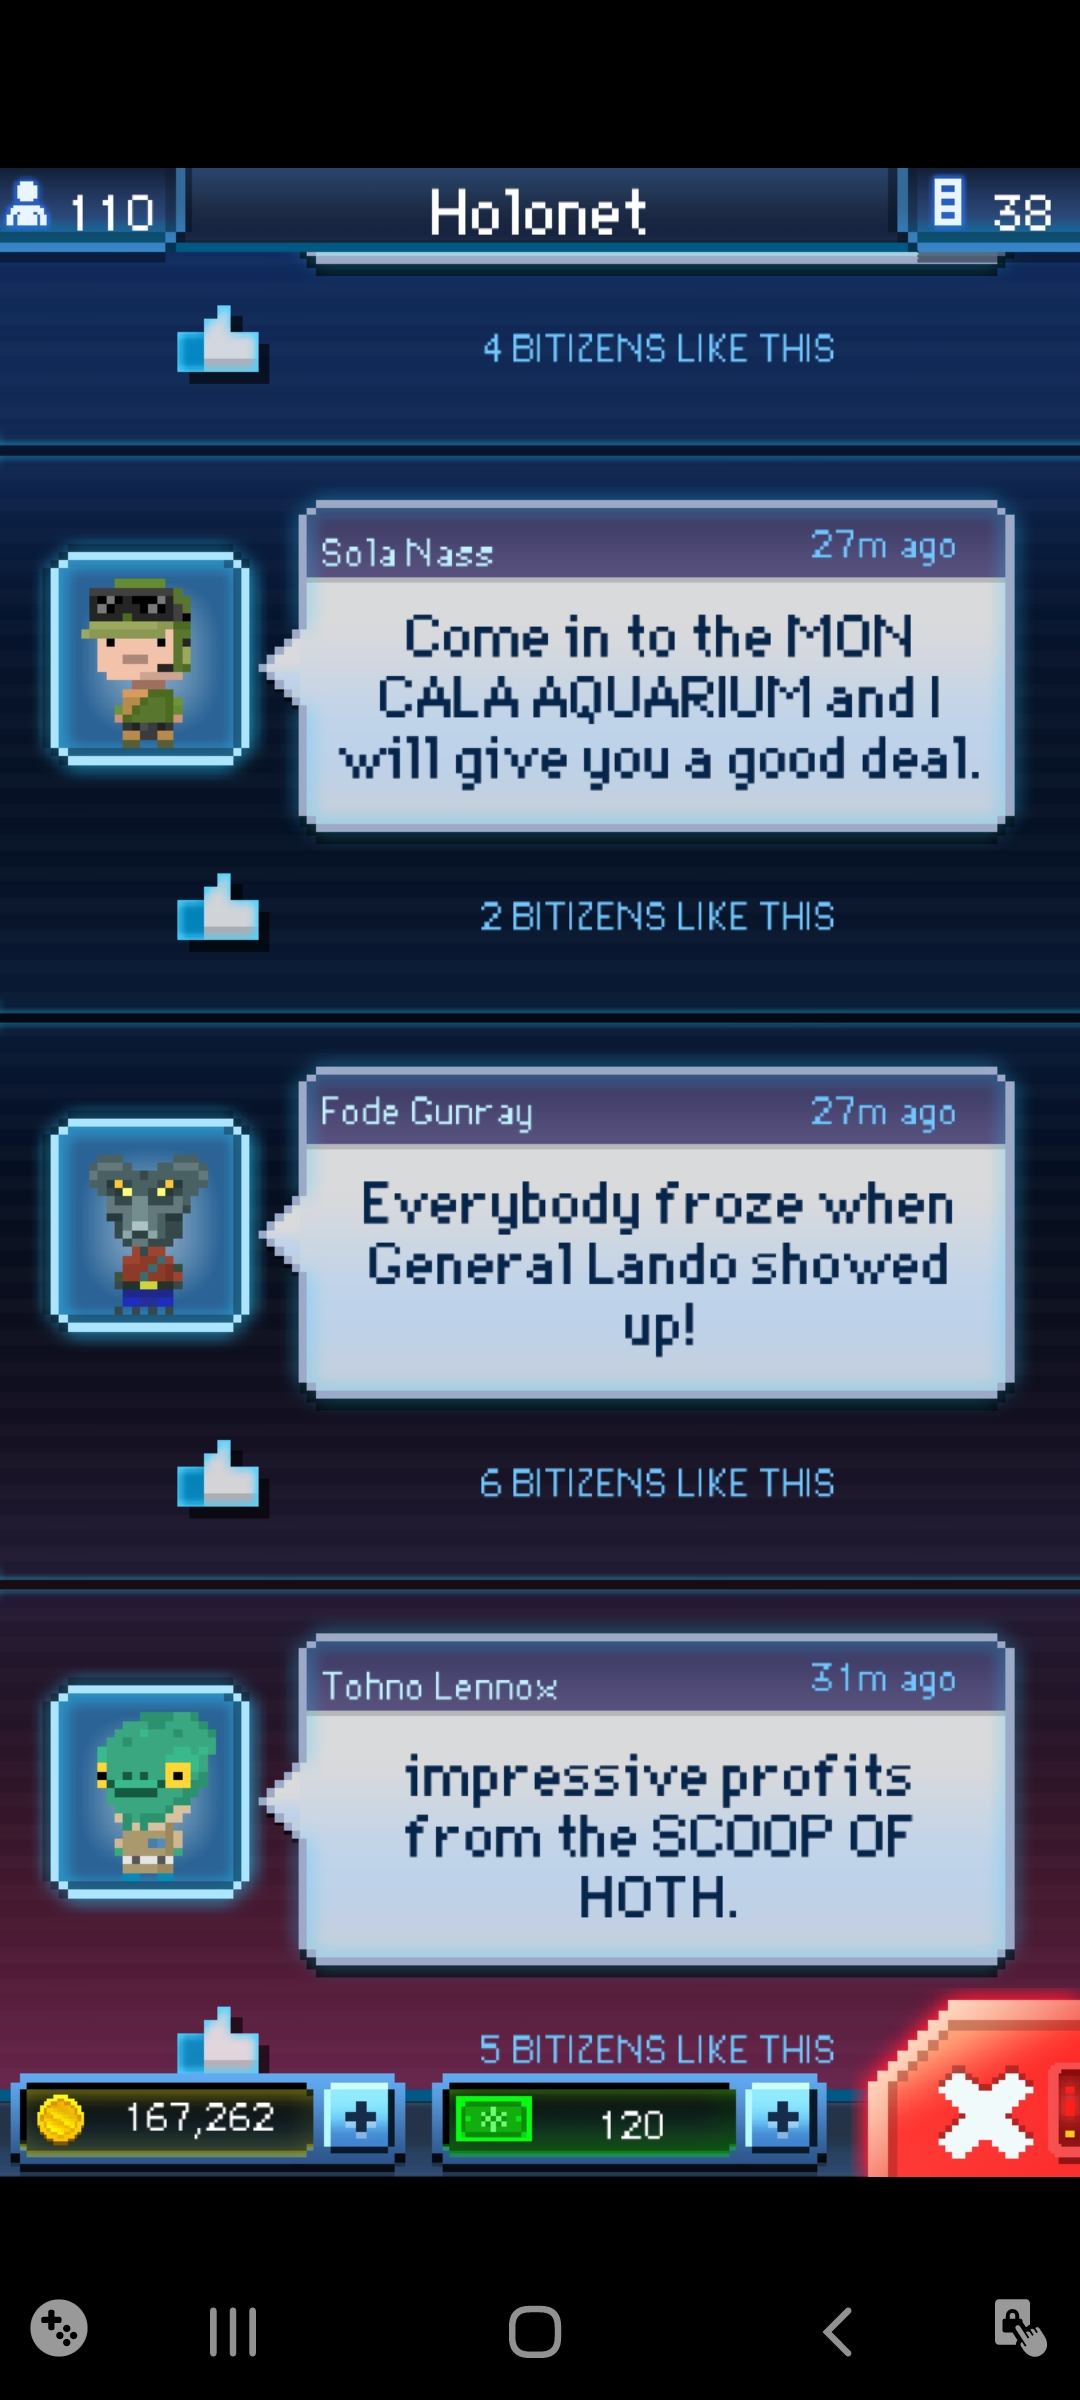 110
Holonet
38
4 BITIZENS LIKE THIS
Sola Nass
27m ago
Come in to the MON
CALA AQUARIUM and I
will give you a good deal.
2 BITIZENS LIKE THIS
Fode Gunray
27m ago
Everybody froze when
General Lando showed
up!
6 BITIZENS LIKE THIS
Tohno Lennox
31m ago
impressive profits
from the SCOOP OF
HOTH.
5 BITIZENS LIKE THIS
167,262
120